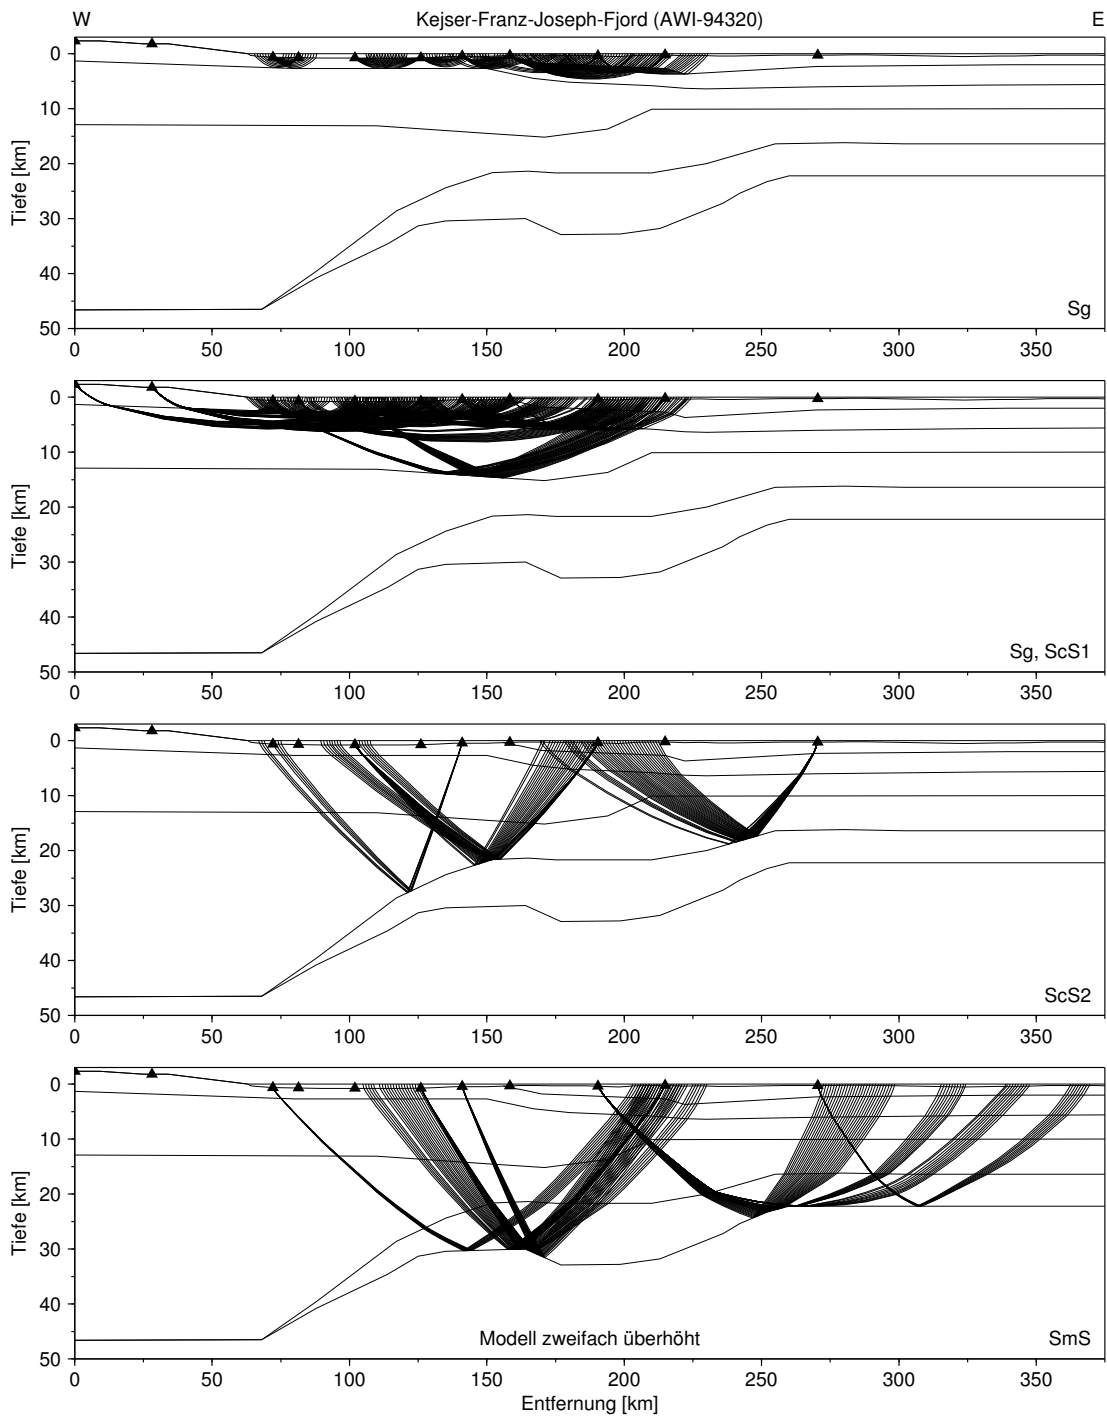 W Kejser-Franz-Joseph-Fjord (AWI-94320) E
0
10
20
30
40
50
Tiefe [km]
Sg
0 50 100 150 200 250 300 350
0
10
20
30
40
50
Tiefe [km]
Sg, ScS1
0 50 100 150 200 250 300 350
0
10
20
30
40
50
Tiefe [km]
ScS2
0 50 100 150 200 250 300 350
0
10
20
30
40
50
Tiefe [km]
Modell zweifach überhöht SmS
0 50 100 150 200 250 300 350
Entfernung [km]